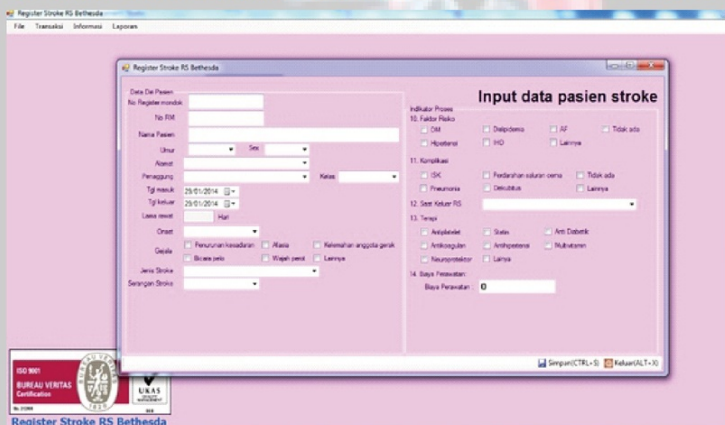 Register Stroke RS Bethesda
File Transaksi Informasi Laporan
Register Stroke RS Bethesda
Input data pasien stroke
Data Diri Pasien
No Register mondok
No RM
Nama Pasien
Umur Sex
Alamat
Penaggung Kelas
Tgl masuk 29/01/2014
Tgl keluar 29/01/2014
Lama rawat Hari
Onset
Gejala Penurunan kesadaran Afasia Kelemahan anggota gerak
Bicara pelo Wajah perot Lainnya
Jenis Stroke
Serangan Stroke
Indikator Proses
10. Faktor Risiko
DM Dislipidemia AF Tidak ada
Hipertensi IHD Lainnya
11. Komplikasi
ISK Perdarahan saluran cerna Tidak ada
Pneumonia Dekubitus Lainnya
12. Saat Keluar RS
13. Terapi
Antiplatelet Statin Anti Diabetik
Antikoagulan Antihipertensi Multivitamin
Neuroprotektor Lainya
14. Biaya Perawatan:
Biaya Perawatan : 0
Simpan(CTRL+S) Keluar(ALT+X)
ISO 9001
BUREAU VERITAS
Certification
BUREAU VERITAS
1828
UKAS
Register Stroke RS Bethesda